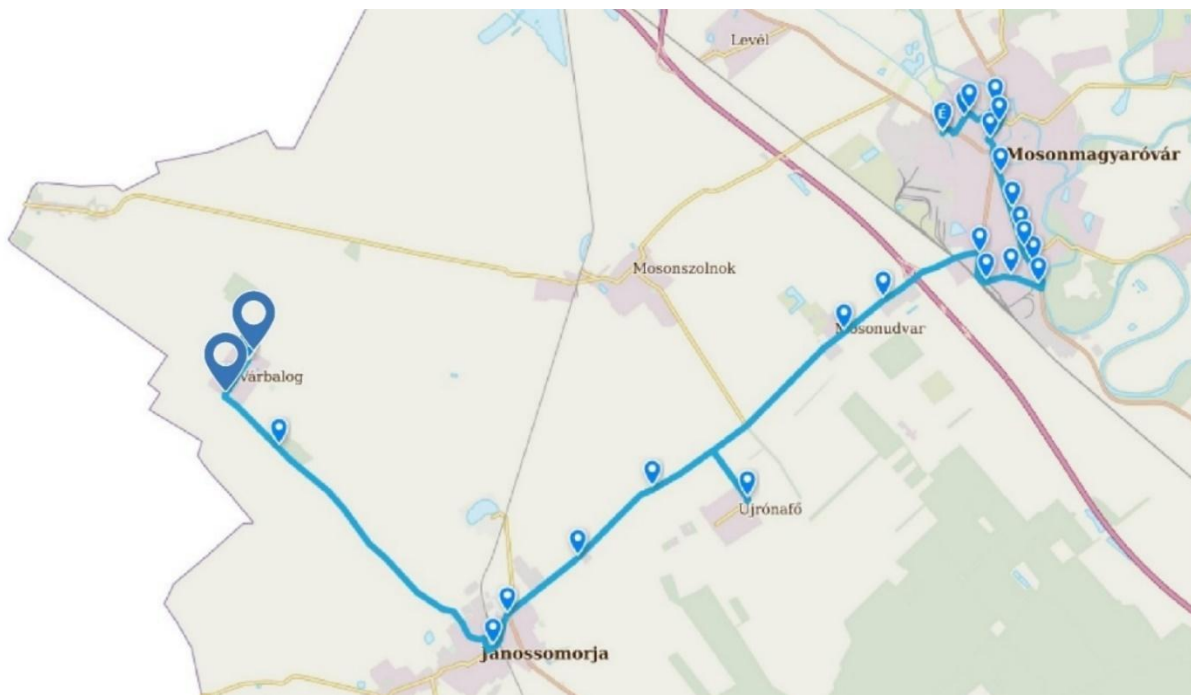 Levél
É
Mosonmagyaróvár
Mosonszolnok
Mosonudvar
Várbalog
Újrónafő
Jánossomorja